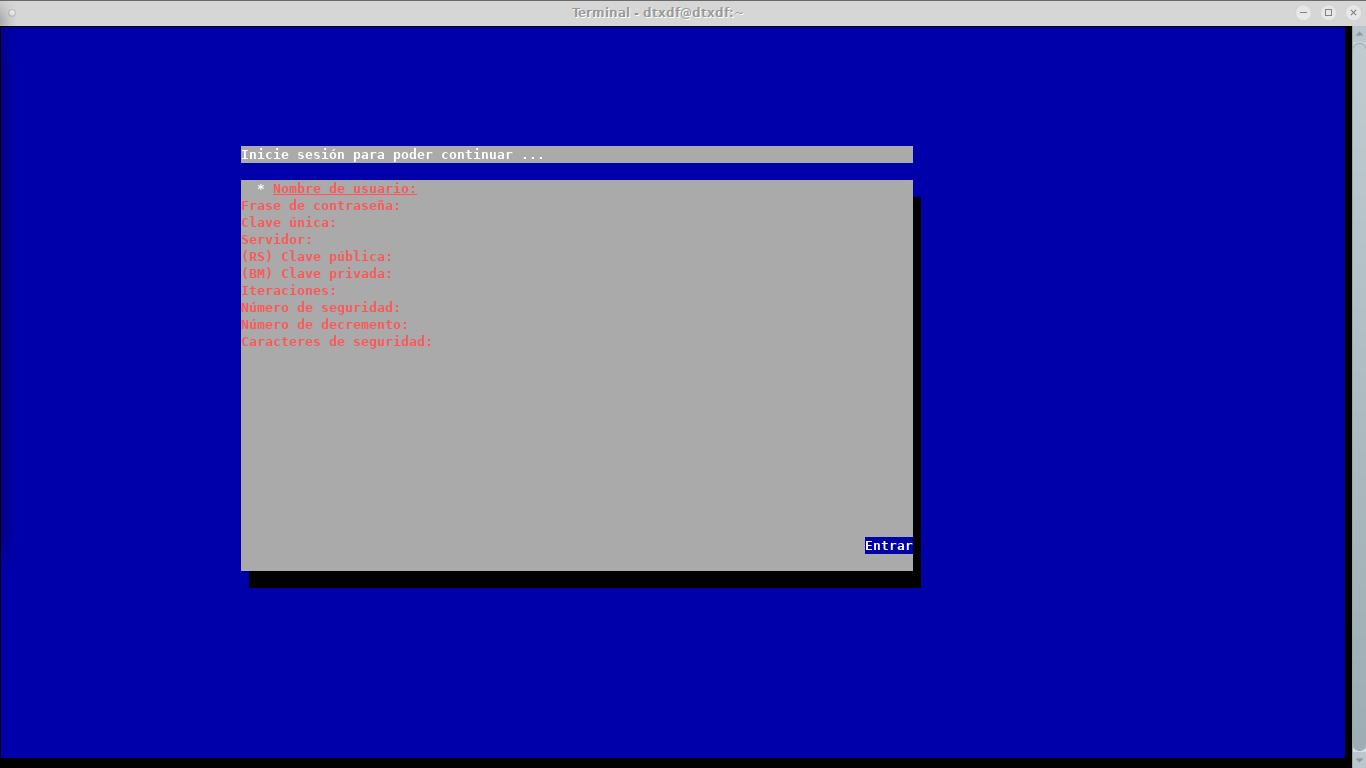 Terminal - dtxdf@dtxdf:~
Inicie sesión para poder continuar ...
* Nombre de usuario:
Frase de contraseña:
Clave única:
Servidor:
(RS) Clave pública:
(BM) Clave privada:
Iteraciones:
Número de seguridad:
Número de decremento:
Caracteres de seguridad:
Entrar